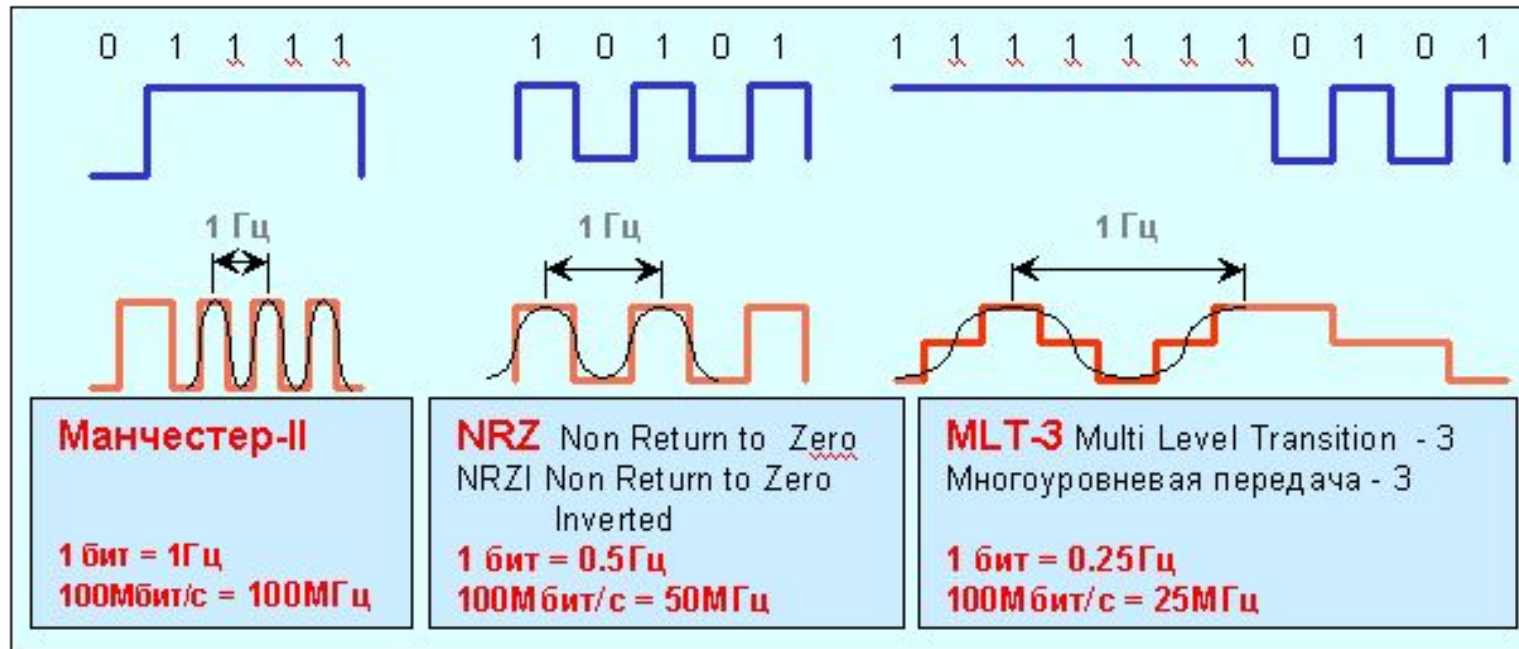 0 1 1 1 1
1 0 1 0 1
1 1 1 1 1 1 1 0 1 0 1
1 Гц
1 Гц
1 Гц
Манчестер-II
1 бит = 1Гц
100Мбит/с = 100МГц
NRZ Non Return to Zero
NRZI Non Return to Zero
Inverted
1 бит = 0.5Гц
100Мбит/с = 50МГц
MLT-3 Multi Level Transition - 3
Многоуровневая передача - 3
1 бит = 0.25Гц
100Мбит/с = 25МГц